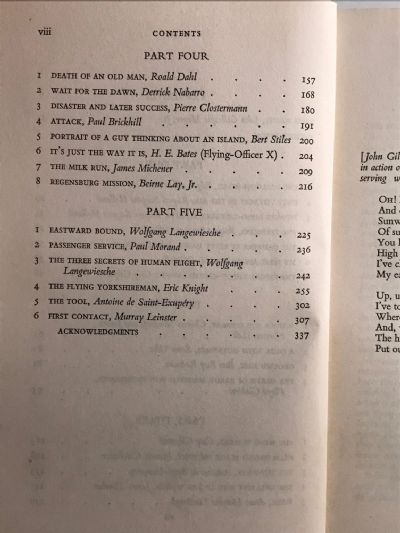 viii CONTENTS
PART FOUR
1 DEATH OF AN OLD MAN, Roald Dahl . . . . 157
2 WAIT FOR THE DAWN, Derrick Nabarro . . . . 168
3 DISASTER AND LATER SUCCESS, Pierre Clostermann . . 180
4 ATTACK, Paul Brickhill . . . . . 191
5 PORTRAIT OF A GUY THINKING ABOUT AN ISLAND, Bert Stiles 200
6 IT'S JUST THE WAY IT IS, H. E. Bates (Flying-Officer X) . 204
7 THE MILK RUN, James Michener . . . . 209
8 REGENSBURG MISSION, Beirne Lay, Jr. . . . 216
PART FIVE
1 EASTWARD BOUND, Wolfgang Langewiesche . . . 225
2 PASSENGER SERVICE, Paul Morand . . . . 236
3 THE THREE SECRETS OF HUMAN FLIGHT, Wolfgang
Langewiesche . . . . . . 242
4 THE FLYING YORKSHIREMAN, Eric Knight . . . 255
5 THE TOOL, Antoine de Saint-Exupéry . . . 302
6 FIRST CONTACT, Murray Leinster . . . . 307
ACKNOWLEDGMENTS . . . . . 337
[John Gil
in action o
serving w
OH! 
And
Sunw
Of su
You
High
I've c
My ea
Up, u
I've to
Where
And,
The h
Put ou